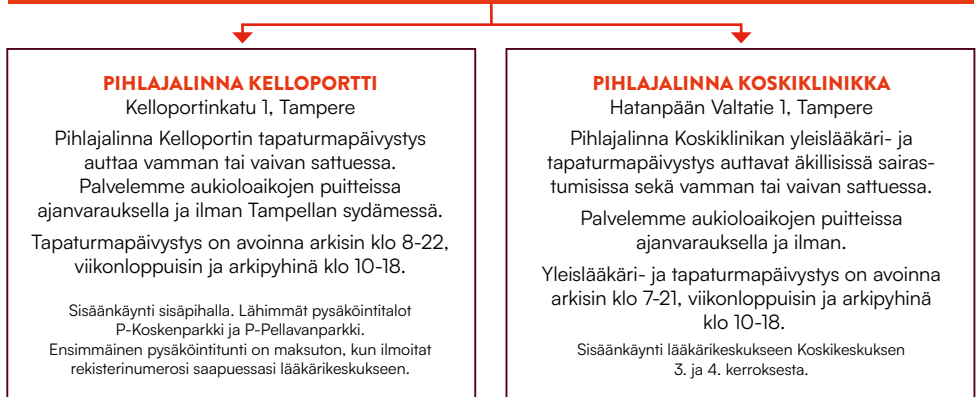 PIHLAJALINNA KELLOPORTTI
Kelloportinkatu 1, Tampere
Pihlajalinna Kelloportin tapaturmapäivystys
auttaa vamman tai vaivan sattuessa.
Palvelemme aukioloaikojen puitteissa
ajanvarauksella ja ilman Tampellan sydämessä.
Tapaturmapäivystys on avoinna arkisin klo 8-22,
viikonloppuisin ja arkipyhinä klo 10-18.
Sisäänkäynti sisäpihalla. Lähimmät pysäköintitalot
P-Koskenparkki ja P-Pellavanparkki.
Ensimmäinen pysäköintitunti on maksuton, kun ilmoitat
rekisterinumerosi saapuessasi lääkärikeskukseen.
PIHLAJALINNA KOSKIKLINIKKA
Hatanpään Valtatie 1, Tampere
Pihlajalinna Koskiklinikan yleislääkäri- ja
tapaturmapäivystys auttavat äkillisissä sairas-
tumisissa sekä vamman tai vaivan sattuessa.
Palvelemme aukioloaikojen puitteissa
ajanvarauksella ja ilman.
Yleislääkäri- ja tapaturmapäivystys on avoinna
arkisin klo 7-21, viikonloppuisin ja arkipyhinä
klo 10-18.
Sisäänkäynti lääkärikeskukseen Koskikeskuksen
3. ja 4. kerroksesta.